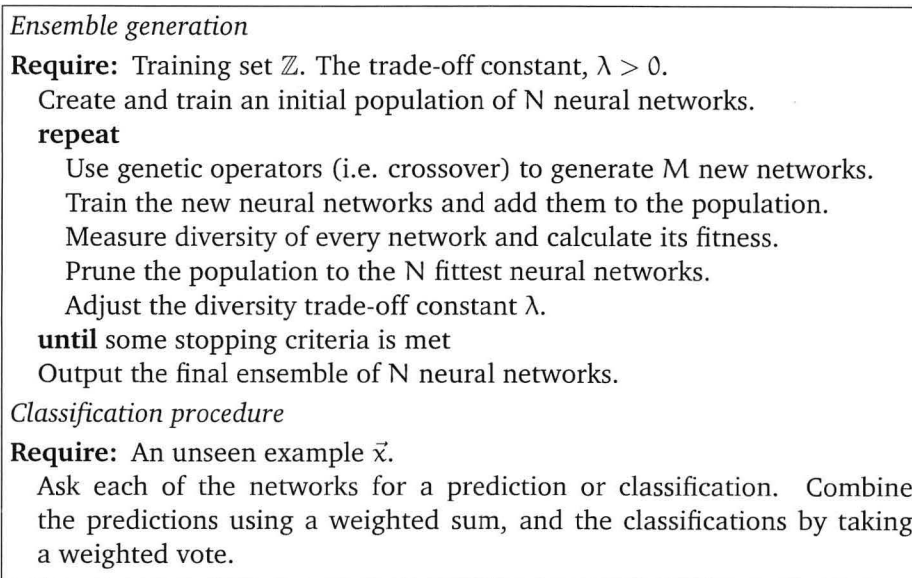 Ensemble generation
Require: Training set ℤ. The trade-off constant, λ > 0.
Create and train an initial population of N neural networks.
repeat
Use genetic operators (i.e. crossover) to generate M new networks.
Train the new neural networks and add them to the population.
Measure diversity of every network and calculate its fitness.
Prune the population to the N fittest neural networks.
Adjust the diversity trade-off constant λ.
until some stopping criteria is met
Output the final ensemble of N neural networks.
Classification procedure
Require: An unseen example x⃗.
Ask each of the networks for a prediction or classification. Combine
the predictions using a weighted sum, and the classifications by taking
a weighted vote.